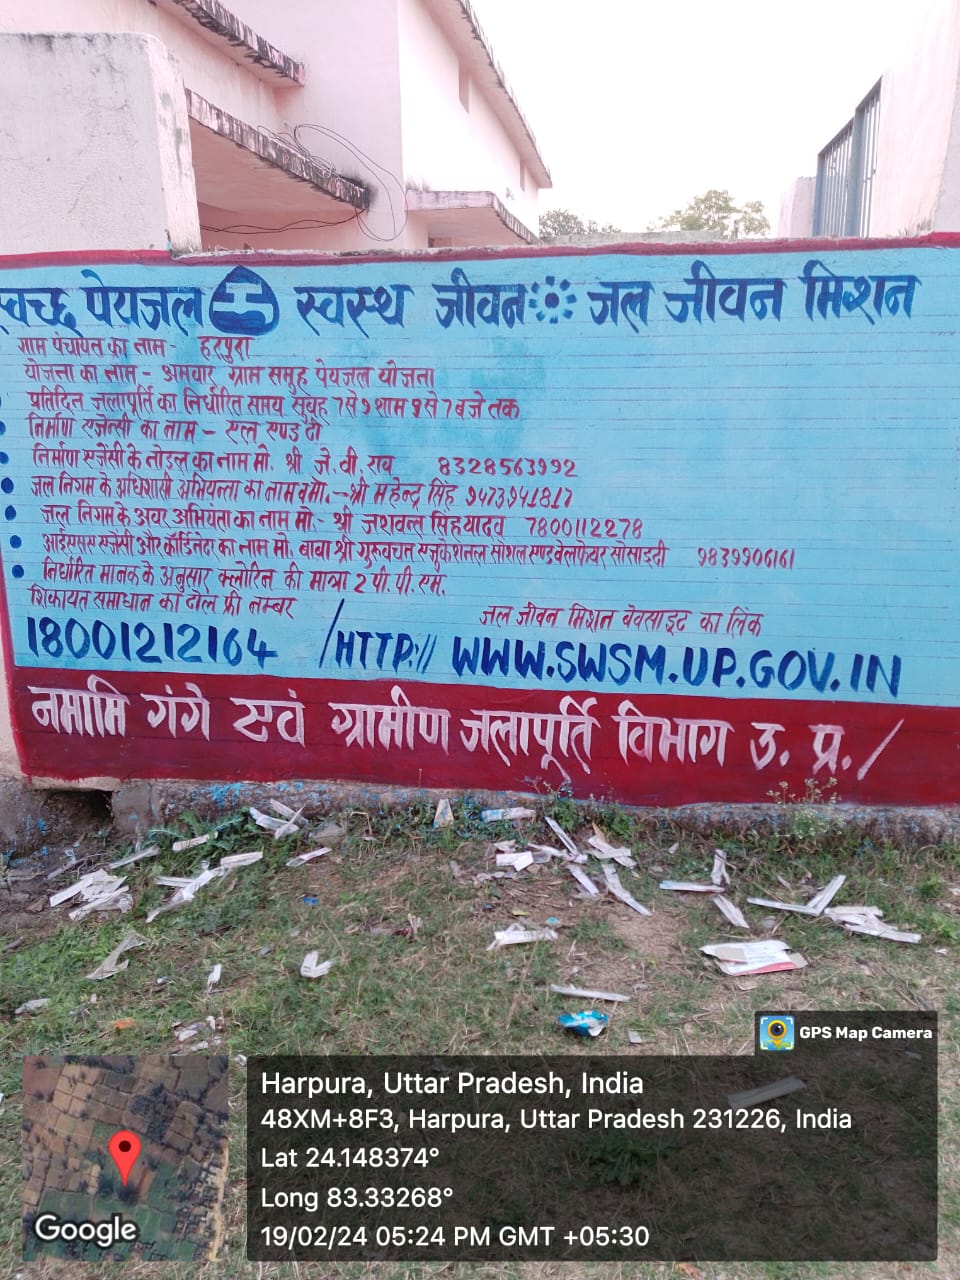 स्वच्छ पेयजल स्वस्थ जीवन जल जीवन मिशन
ग्राम पंचायत का नाम - हरपुरा
योजना का नाम - अमवार ग्राम समूह पेयजल योजना
प्रतिदिन जलापूर्ति का निर्धारित समय सुबह 7 से 9 शाम से 7 बजे तक
निर्माण एजेन्सी का नाम - एल एण्ड टी
निर्माण एजेंसी के नोडल का नाम मो. श्री जे. वी. राव 8328563992
जल निगम के अधिशासी अभियन्ता का नाम व मो. - श्री महेन्द्र सिंह 9473941817
जल निगम के अवर अभियंता का नाम मो:- श्री जशवन्त सिंह यादव 7800112278
आईएसए एजेंसी और कॉर्डिनेटर का नाम मो. बाबा श्री गुरूवचन एजुकेशनल सोशल एण्ड वेलफेयर सोसाइटी 9839906161
निर्धारित मानक के अनुसार क्लोरिन की मात्रा 2 पी. पी. एम.
शिकायत समाधान का टोल फ्री नम्बर
जल जीवन मिशन वेवसाइट का लिंक
18001212164 /HTTP:// WWW.SWSM.UP.GOV.IN
नमामि गंगे एवं ग्रामीण जलापूर्ति विभाग उ. प्र. /
GPS Map Camera
Harpura, Uttar Pradesh, India
48XM+8F3, Harpura, Uttar Pradesh 231226, India
Lat 24.148374°
Long 83.33268°
19/02/24 05:24 PM GMT +05:30
Google